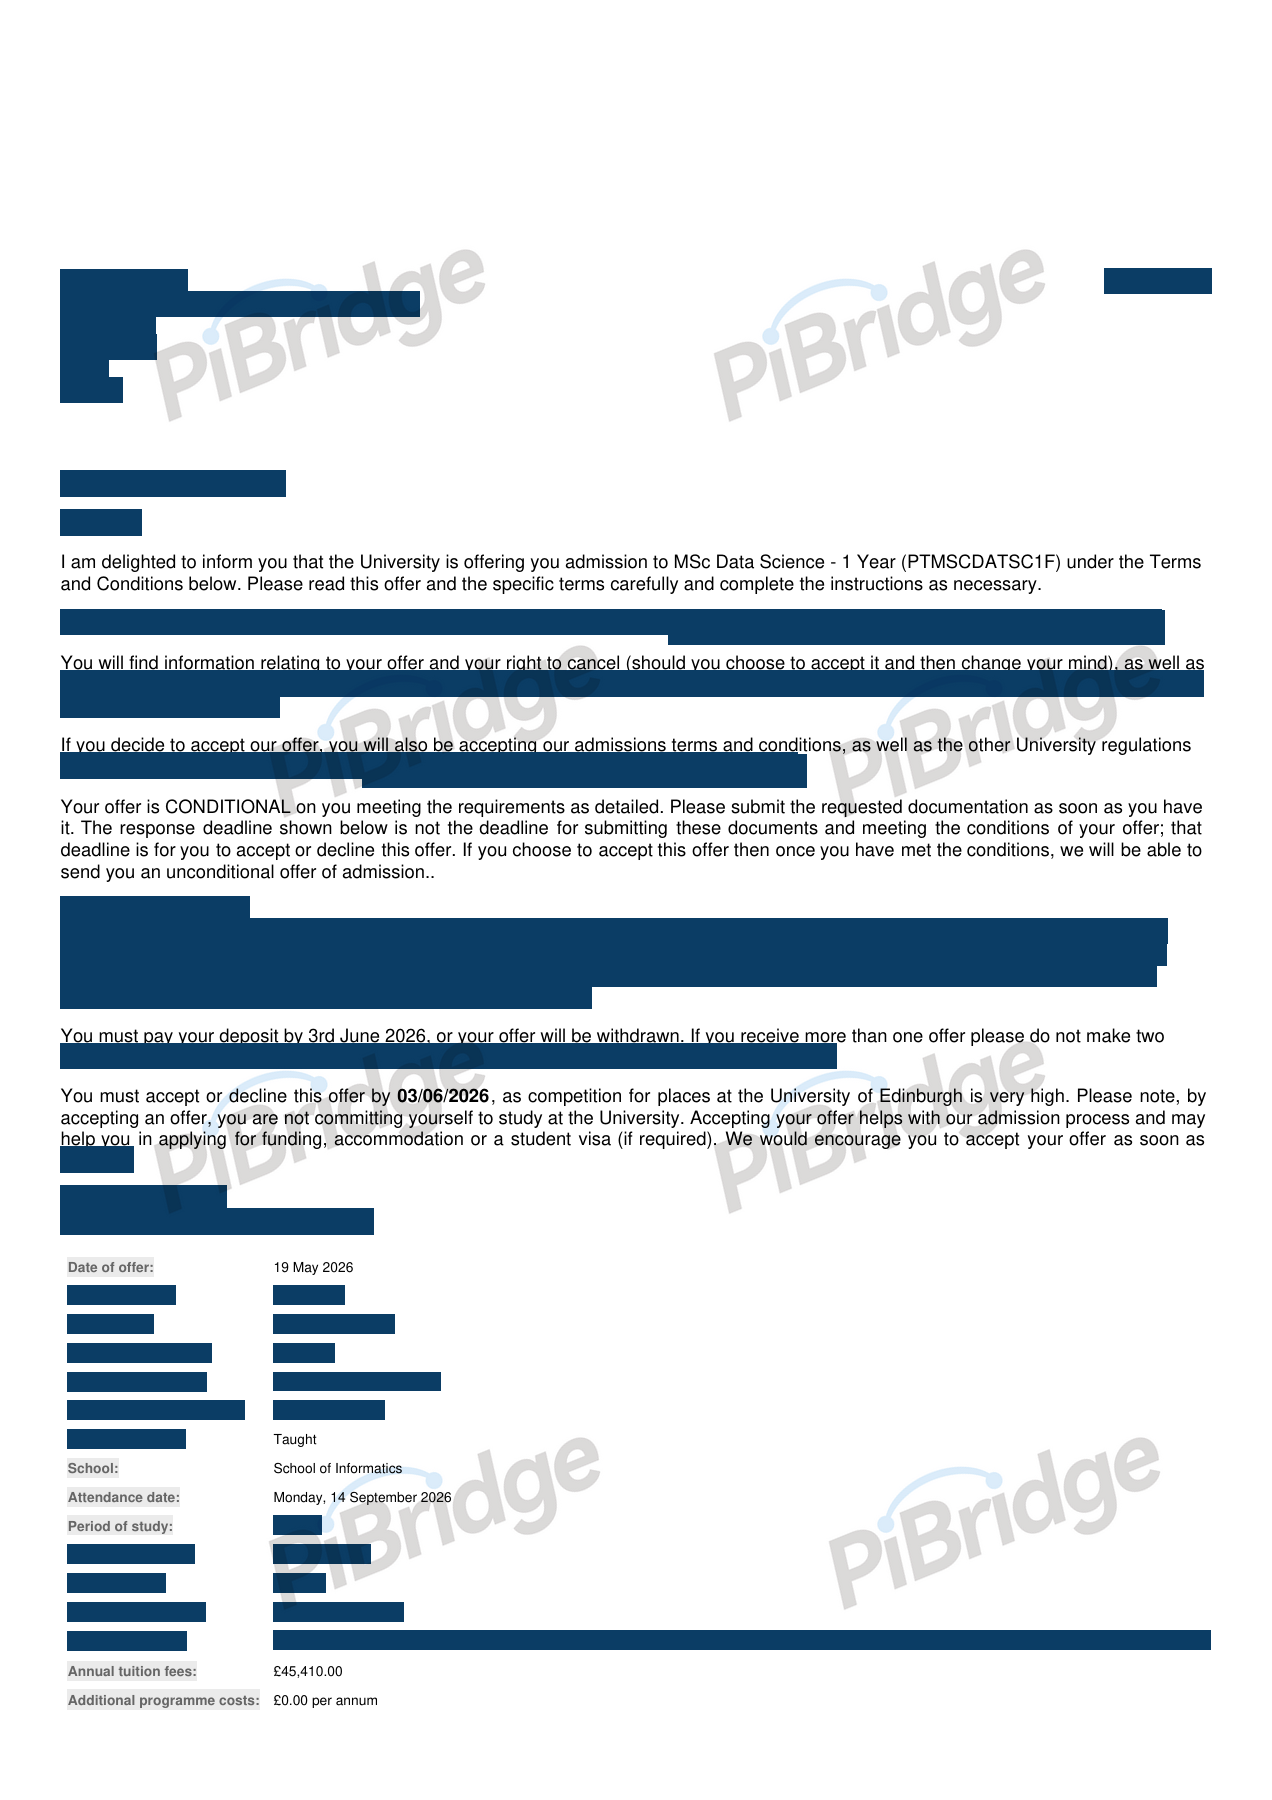 PiBridge PiBridge
I am delighted to inform you that the University is offering you admission to MSc Data Science - 1 Year (PTMSCDATSC1F) under the Terms
and Conditions below. Please read this offer and the specific terms carefully and complete the instructions as necessary.
You will find information relating to your offer and your right to cancel (should you choose to accept it and then change your mind), as well as
PiBridge PiBridge
If you decide to accept our offer, you will also be accepting our admissions terms and conditions, as well as the other University regulations
Your offer is CONDITIONAL on you meeting the requirements as detailed. Please submit the requested documentation as soon as you have
it. The response deadline shown below is not the deadline for submitting these documents and meeting the conditions of your offer; that
deadline is for you to accept or decline this offer. If you choose to accept this offer then once you have met the conditions, we will be able to
send you an unconditional offer of admission..
You must pay your deposit by 3rd June 2026, or your offer will be withdrawn. If you receive more than one offer please do not make two
You must accept or decline this offer by 03/06/2026, as competition for places at the University of Edinburgh is very high. Please note, by
accepting an offer, you are not committing yourself to study at the University. Accepting your offer helps with our admission process and may
help you in applying for funding, accommodation or a student visa (if required). We would encourage you to accept your offer as soon as
PiBridge PiBridge
Date of offer: 19 May 2026
Taught
School: School of Informatics
Attendance date: Monday, 14 September 2026
Period of study:
PiBridge PiBridge
Annual tuition fees: £45,410.00
Additional programme costs: £0.00 per annum